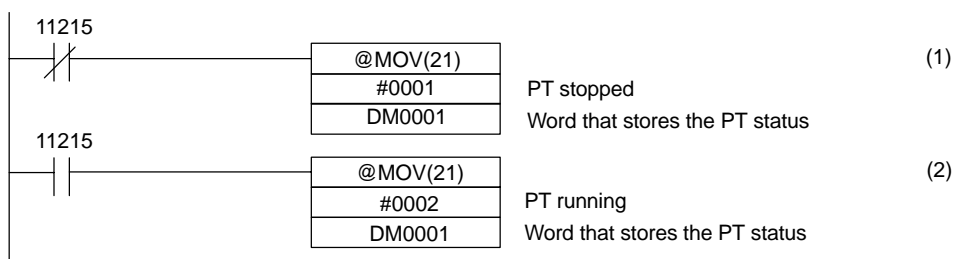 11215
@MOV(21) (1)
#0001 PT stopped
DM0001 Word that stores the PT status
11215
@MOV(21) (2)
#0002 PT running
DM0001 Word that stores the PT status